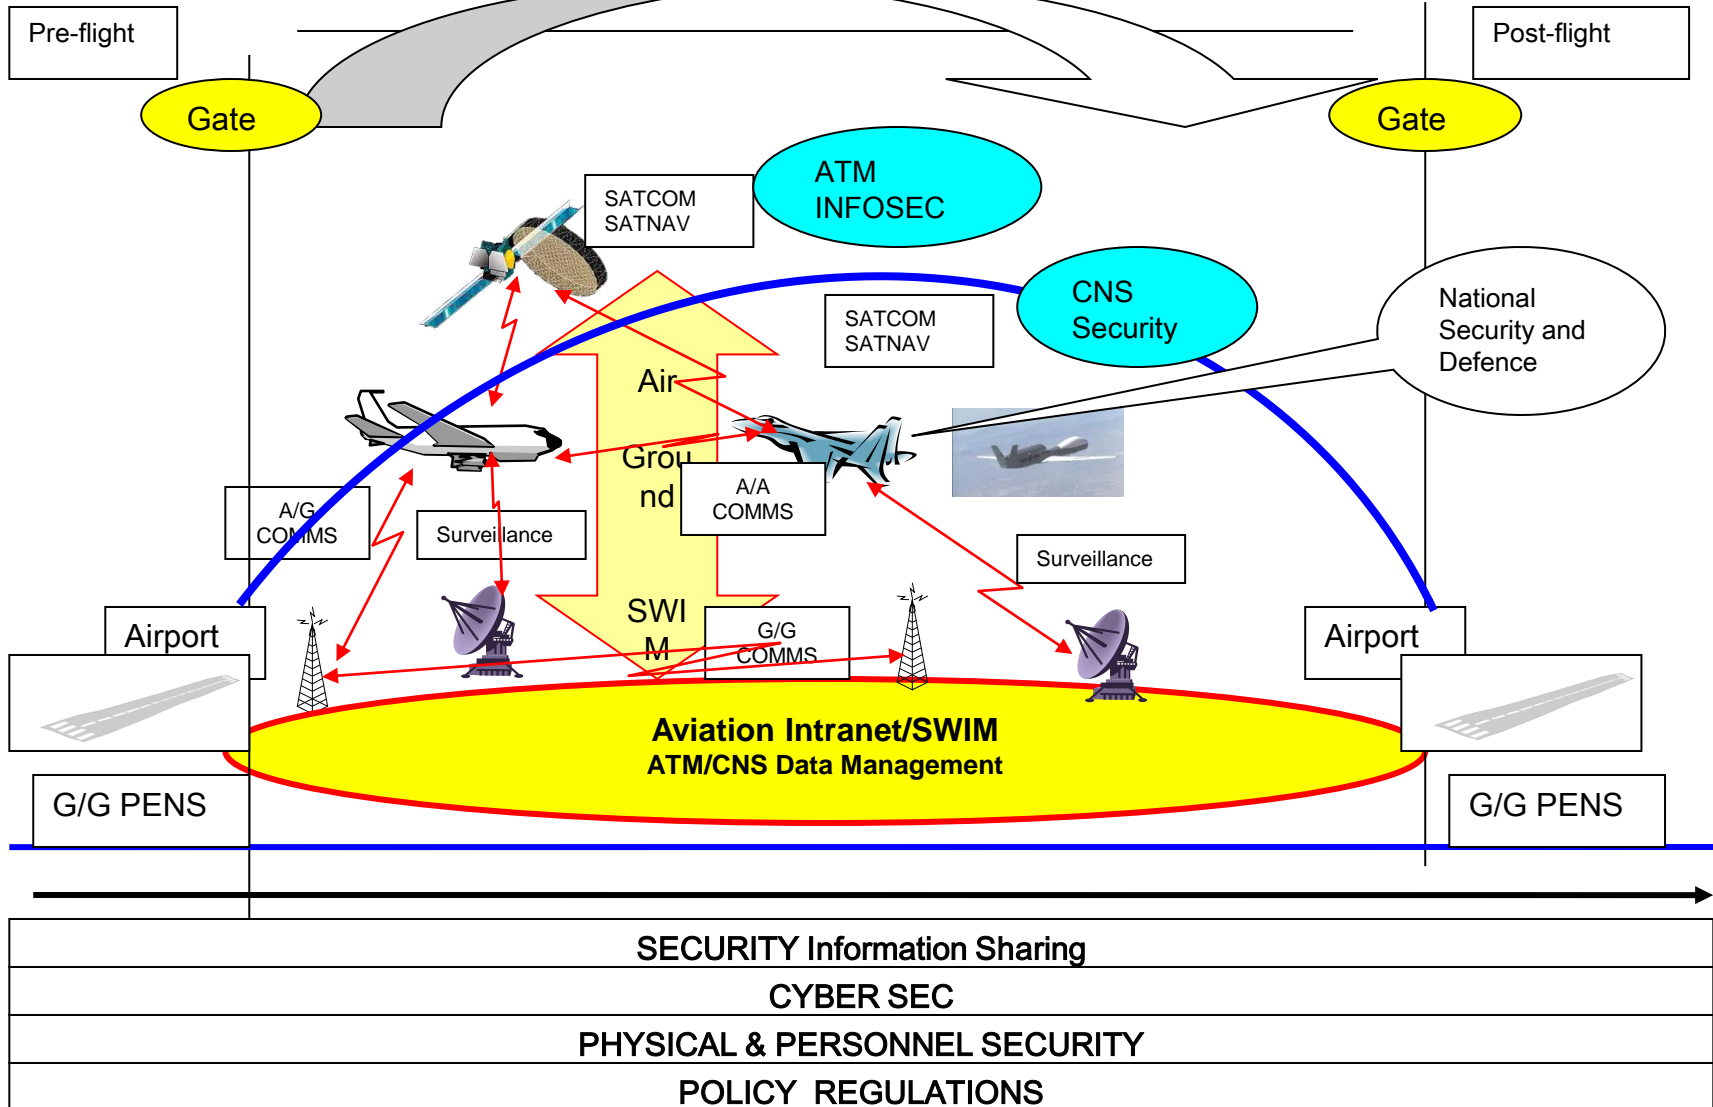 Pre-flight
Post-flight
Gate
Gate
ATM
INFOSEC
SATCOM
SATNAV
CNS
Security
National
Security and
Defence
SATCOM
SATNAV
Air
Grou
nd
A/A
COMMS
A/G
COMMS
Surveillance
Surveillance
SWI
M
G/G
COMMS
Airport
Airport
Aviation Intranet/SWIM
ATM/CNS Data Management
G/G PENS
G/G PENS
SECURITY Information Sharing
CYBER SEC
PHYSICAL & PERSONNEL SECURITY
POLICY REGULATIONS